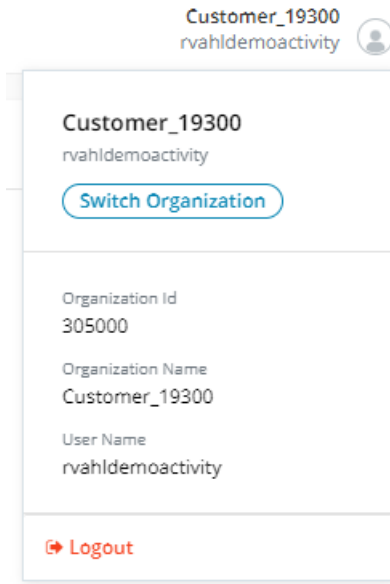 Customer_19300
rvahldemoactivity
Customer_19300
rvahldemoactivity
Switch Organization
Organization Id
305000
Organization Name
Customer_19300
User Name
rvahldemoactivity
Logout